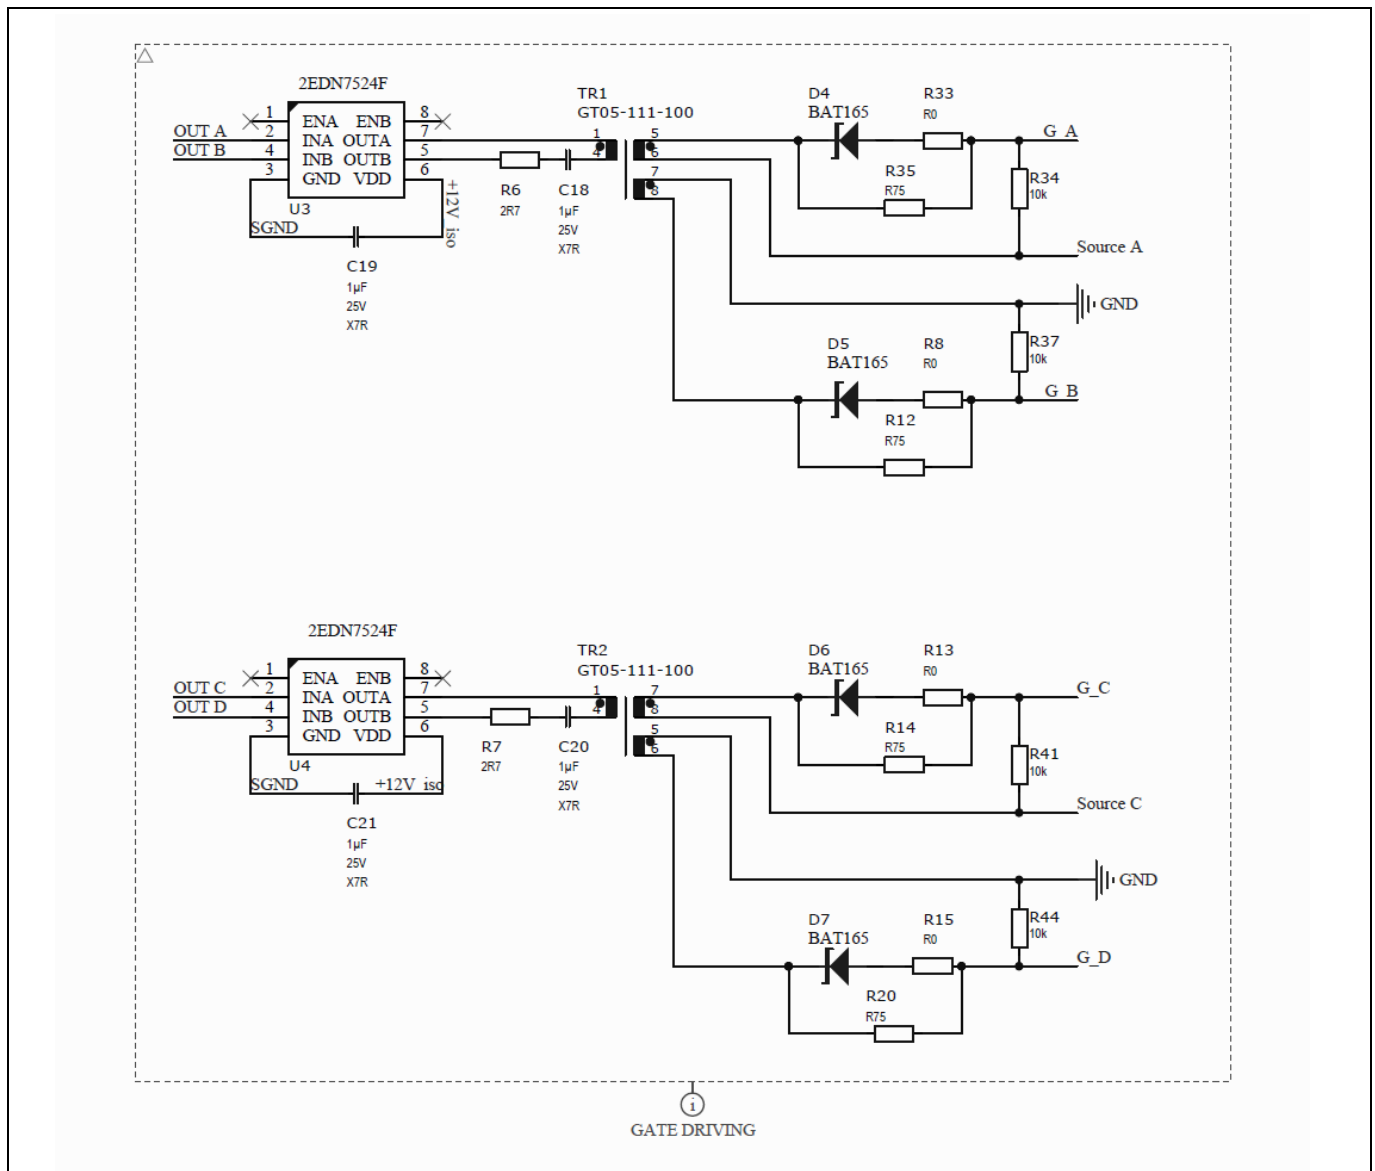 2EDN7524F
1 ENA ENB 8
OUT A 2 INA OUTA 7
OUT B 4 INB OUTB 5
3 GND VDD 6
U3
SGND
+12V_iso
C19
1µF
25V
X7R
R6
2R7
C18
1µF
25V
X7R
TR1
GT05-111-100
1
4
5
6
7
8
D4
BAT165
R33
R0
G_A
R35
R75
R34
10k
Source A
GND
R37
10k
D5
BAT165
R8
R0
G_B
R12
R75
2EDN7524F
1 ENA ENB 8
OUT C 2 INA OUTA 7
OUT D 4 INB OUTB 5
3 GND VDD 6
U4
SGND
+12V_iso
C21
1µF
25V
X7R
R7
2R7
C20
1µF
25V
X7R
TR2
GT05-111-100
1
4
7
8
5
6
D6
BAT165
R13
R0
G_C
R14
R75
R41
10k
Source C
GND
R44
10k
D7
BAT165
R15
R0
G_D
R20
R75
i
GATE DRIVING